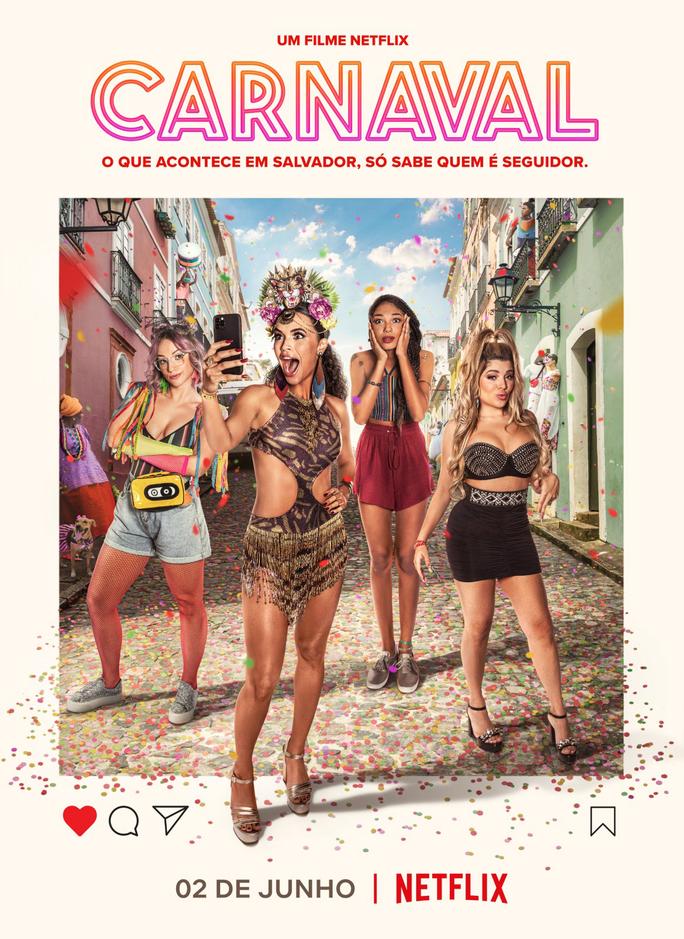 UM FILME NETFLIX
CARNAVAL
O QUE ACONTECE EM SALVADOR, SÓ SABE QUEM É SEGUIDOR.
02 DE JUNHO | NETFLIX